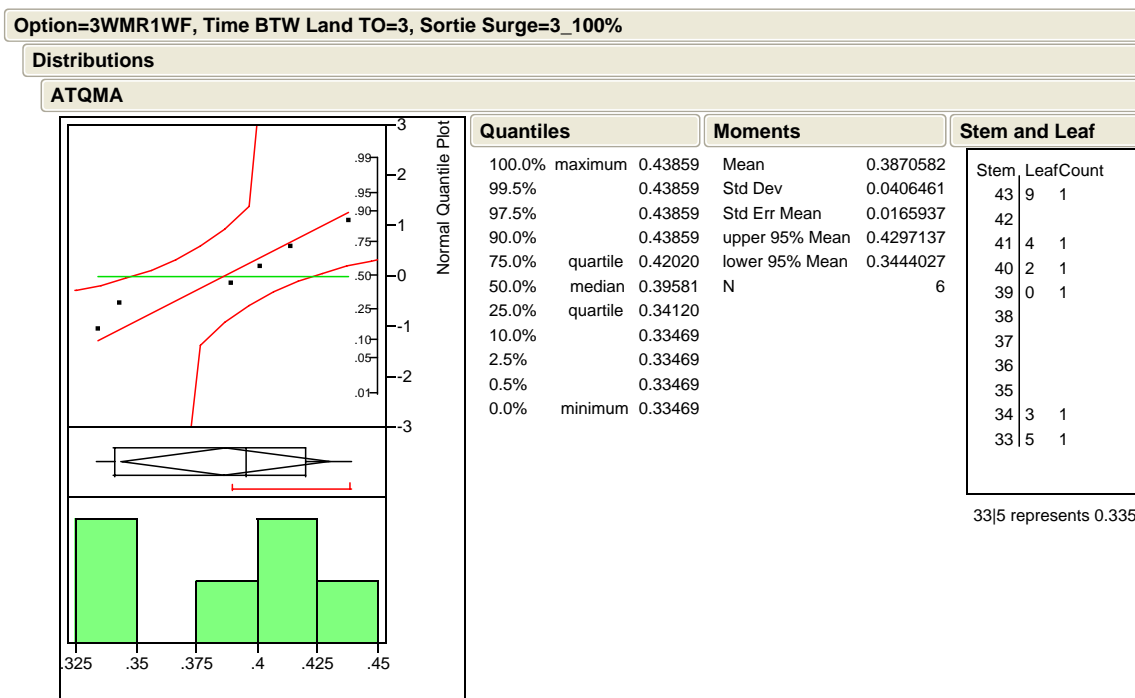 Option=3WMR1WF, Time BTW Land TO=3, Sortie Surge=3_100%
Distributions
ATQMA
3
2
1
0
-1
-2
-3
.99
.95
.90
.75
.50
.25
.10
.05
.01
Normal Quantile Plot
.325 .35 .375 .4 .425 .45
Quantiles
100.0% maximum 0.43859
99.5% 0.43859
97.5% 0.43859
90.0% 0.43859
75.0% quartile 0.42020
50.0% median 0.39581
25.0% quartile 0.34120
10.0% 0.33469
2.5% 0.33469
0.5% 0.33469
0.0% minimum 0.33469
Moments
Mean 0.3870582
Std Dev 0.0406461
Std Err Mean 0.0165937
upper 95% Mean 0.4297137
lower 95% Mean 0.3444027
N 6
Stem and Leaf
Stem Leaf Count
43 9 1
42
41 4 1
40 2 1
39 0 1
38
37
36
35
34 3 1
33 5 1
33|5 represents 0.335